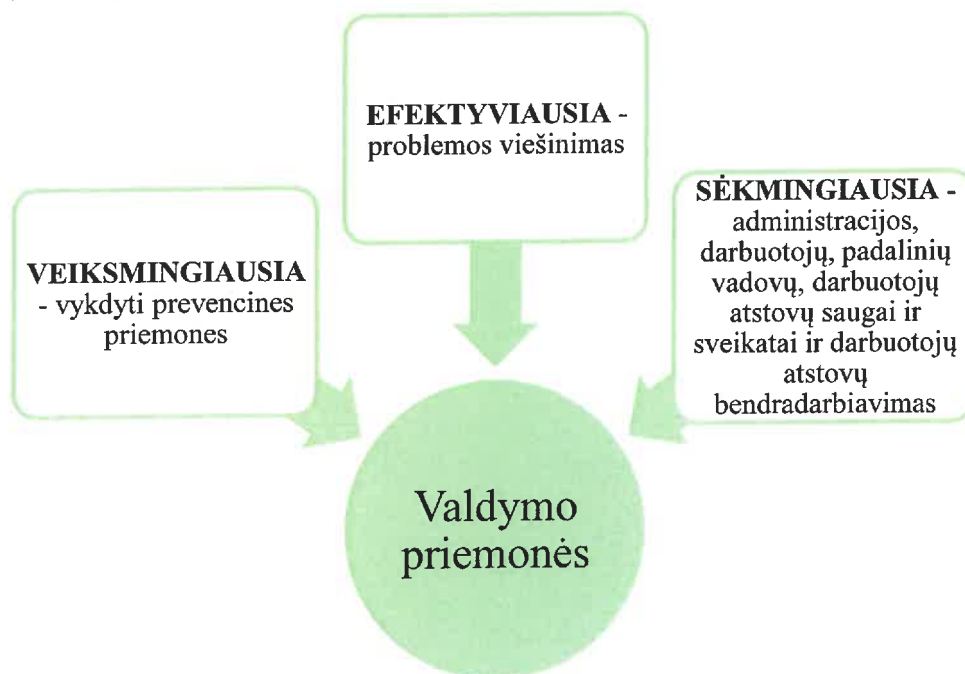 VEIKSMINGIAUSIA
- vykdyti prevencines
priemones
EFEKTYVIAUSIA -
problemos viešinimas
SĖKMINGIAUSIA -
administracijos,
darbuotojų, padalinių
vadovų, darbuotojų
atstovų saugai ir
sveikatai ir darbuotojų
atstovų
bendradarbiavimas
Valdymo
priemonės